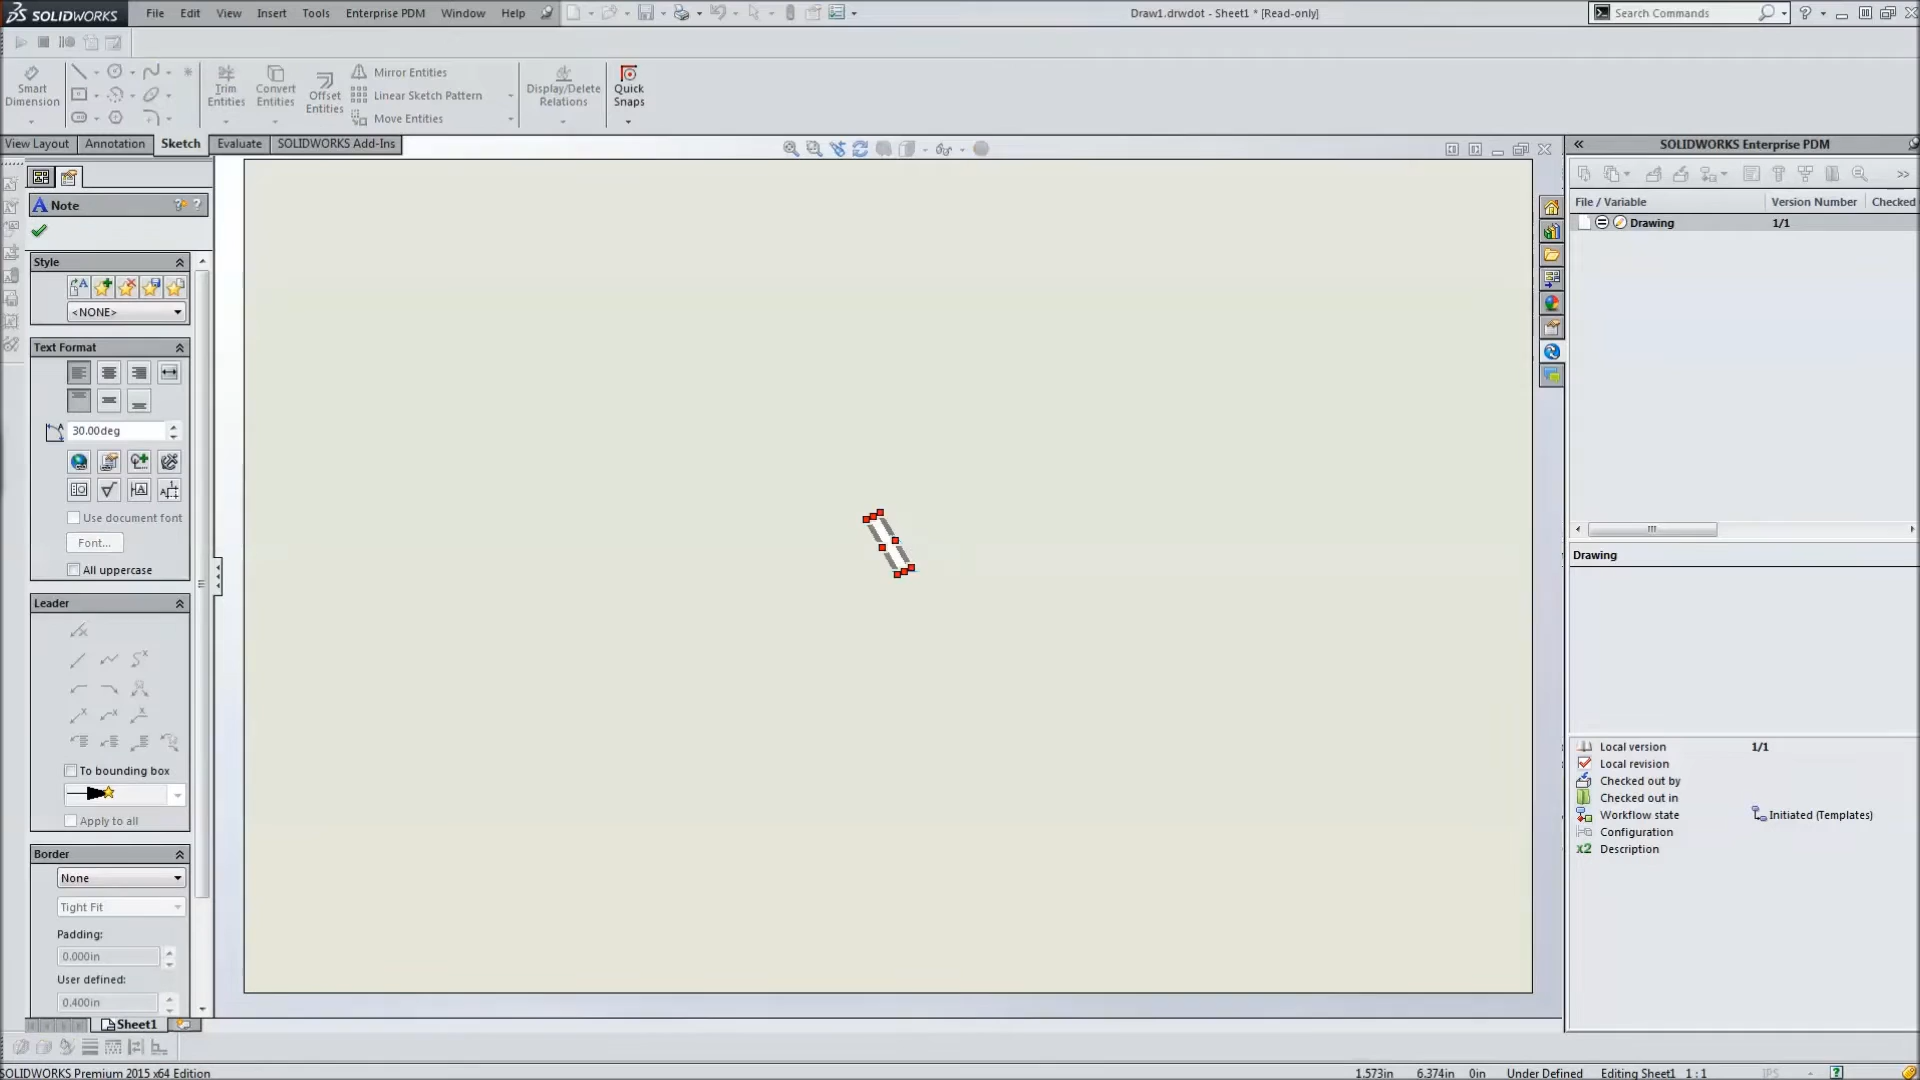 SOLIDWORKS
File Edit View Insert Tools Enterprise PDM Window Help
Draw1.drwdot - Sheet1 * [Read-only]
Search Commands
Smart Dimension
Trim Entities
Convert Entities
Offset Entities
Mirror Entities
Linear Sketch Pattern
Move Entities
Display/Delete Relations
Quick Snaps
View Layout Annotation Sketch Evaluate SOLIDWORKS Add-Ins
SOLIDWORKS Enterprise PDM
Note
File / Variable Version Number Checked
Drawing 1/1
Style
<NONE>
Text Format
30.00deg
Use document font
Font...
All uppercase
Drawing
Leader
To bounding box
Apply to all
Local version 1/1
Local revision
Checked out by
Checked out in
Workflow state Initiated (Templates)
Configuration
Description
Border
None
Tight Fit
Padding:
0.000in
User defined:
0.400in
Sheet1
SOLIDWORKS Premium 2015 x64 Edition
1.573in 6.374in 0in Under Defined Editing Sheet1 1 : 1 IPS